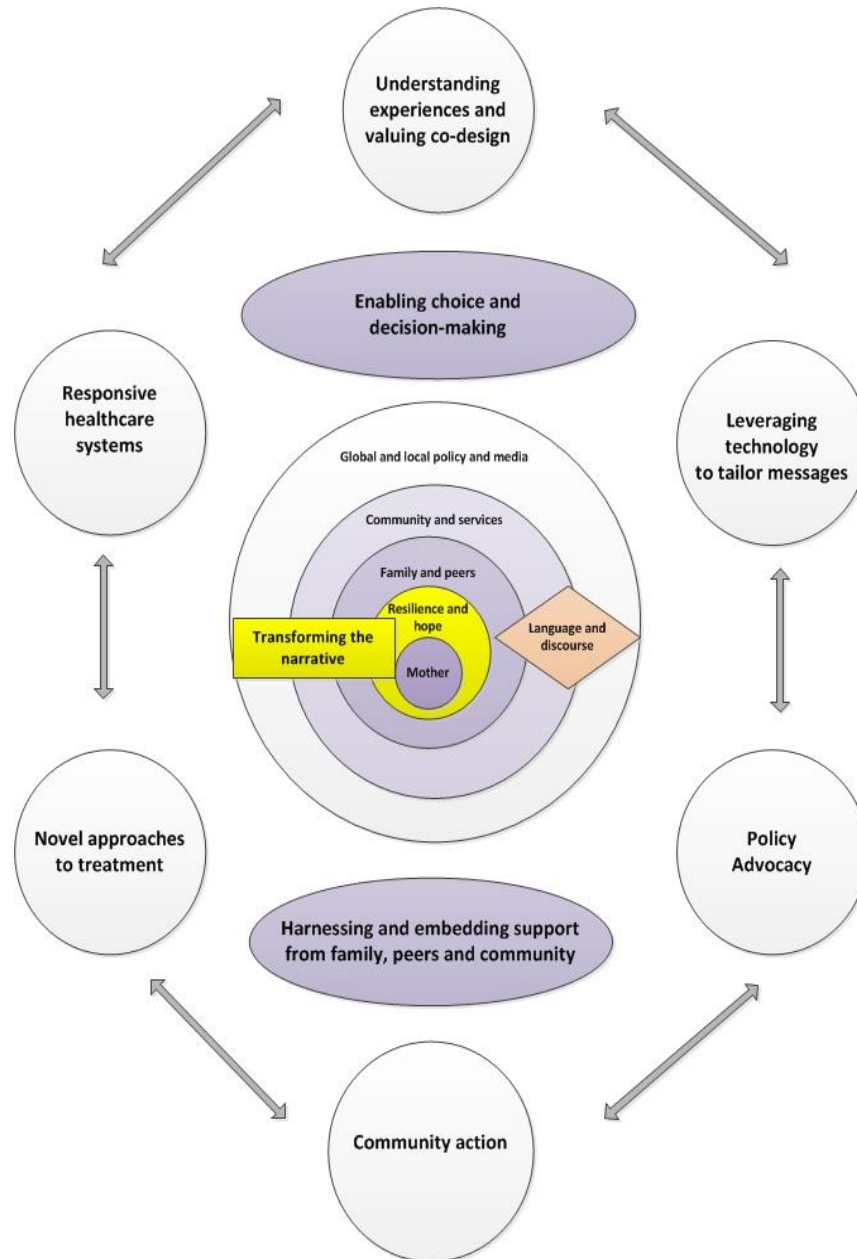 Understanding
experiences and
valuing co-design
Enabling choice and
decision-making
Responsive
healthcare
systems
Leveraging
technology
to tailor messages
Global and local policy and media
Community and services
Family and peers
Resilience and
hope
Transforming the
narrative
Language and
discourse
Mother
Novel approaches
to treatment
Policy
Advocacy
Harnessing and embedding support
from family, peers and community
Community action